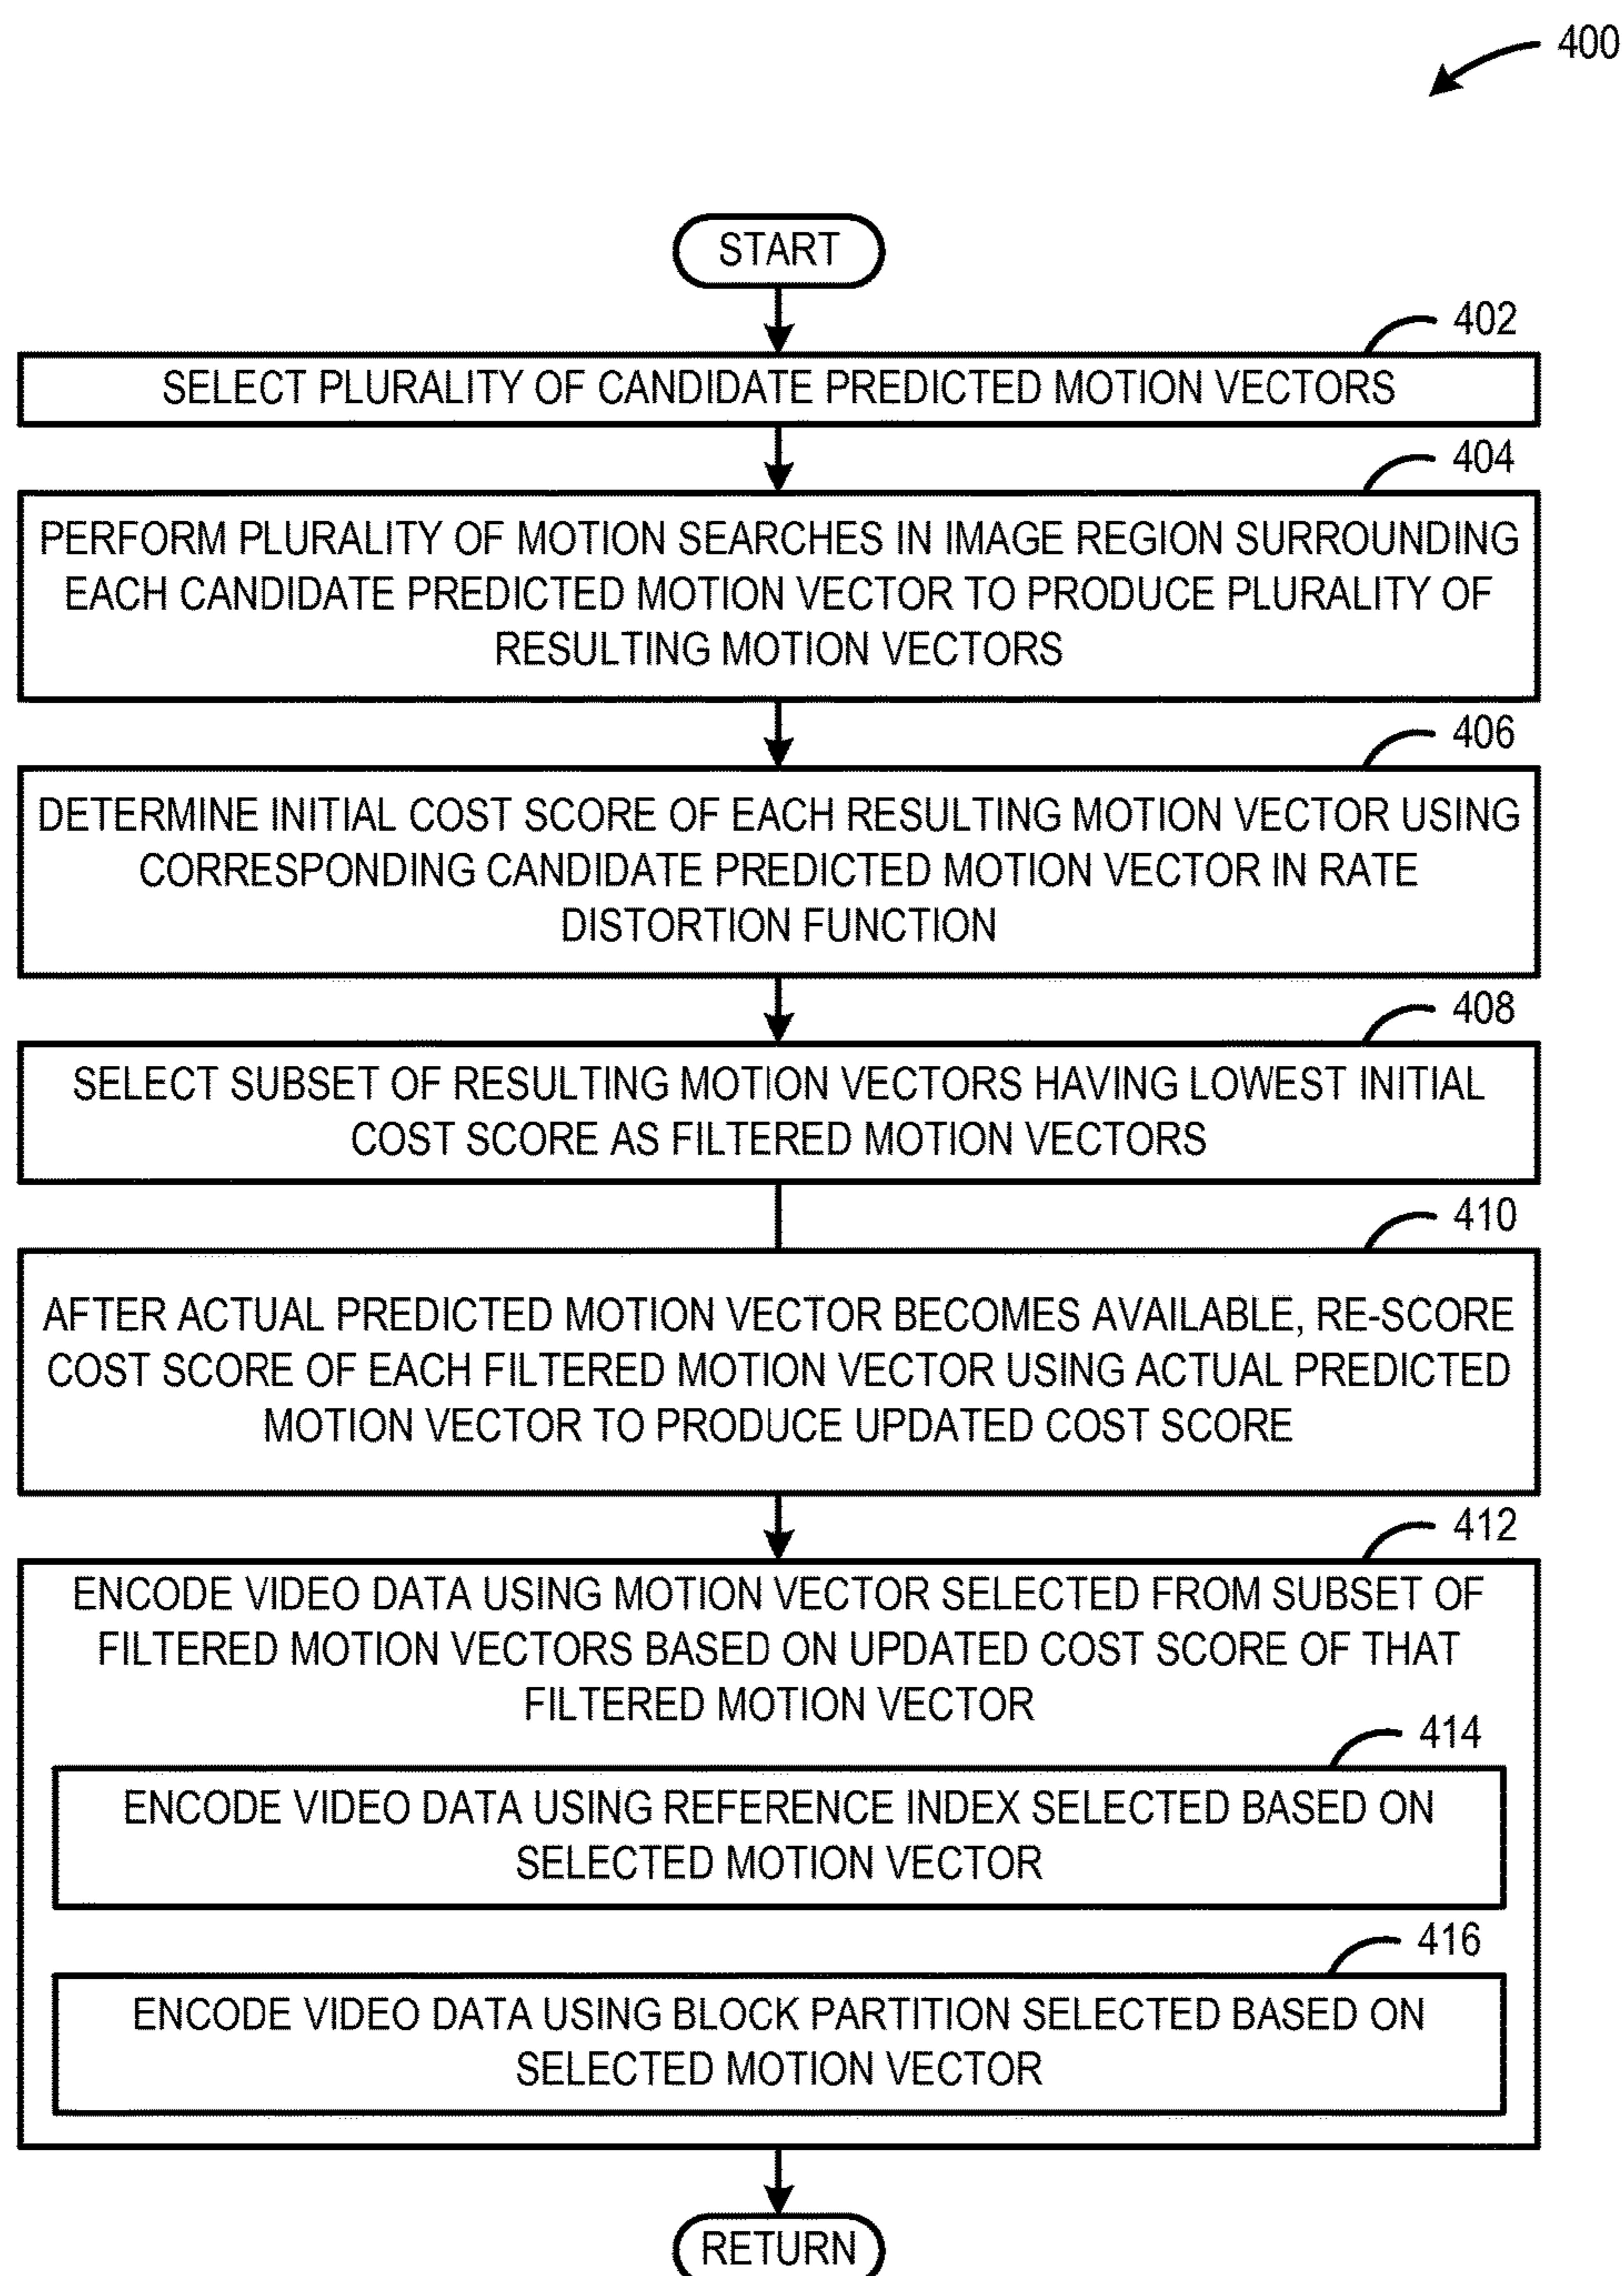 400
START
402
SELECT PLURALITY OF CANDIDATE PREDICTED MOTION VECTORS
404
PERFORM PLURALITY OF MOTION SEARCHES IN IMAGE REGION SURROUNDING
EACH CANDIDATE PREDICTED MOTION VECTOR TO PRODUCE PLURALITY OF
RESULTING MOTION VECTORS
406
DETERMINE INITIAL COST SCORE OF EACH RESULTING MOTION VECTOR USING
CORRESPONDING CANDIDATE PREDICTED MOTION VECTOR IN RATE
DISTORTION FUNCTION
408
SELECT SUBSET OF RESULTING MOTION VECTORS HAVING LOWEST INITIAL
COST SCORE AS FILTERED MOTION VECTORS
410
AFTER ACTUAL PREDICTED MOTION VECTOR BECOMES AVAILABLE, RE-SCORE
COST SCORE OF EACH FILTERED MOTION VECTOR USING ACTUAL PREDICTED
MOTION VECTOR TO PRODUCE UPDATED COST SCORE
412
ENCODE VIDEO DATA USING MOTION VECTOR SELECTED FROM SUBSET OF
FILTERED MOTION VECTORS BASED ON UPDATED COST SCORE OF THAT
FILTERED MOTION VECTOR
414
ENCODE VIDEO DATA USING REFERENCE INDEX SELECTED BASED ON
SELECTED MOTION VECTOR
416
ENCODE VIDEO DATA USING BLOCK PARTITION SELECTED BASED ON
SELECTED MOTION VECTOR
RETURN